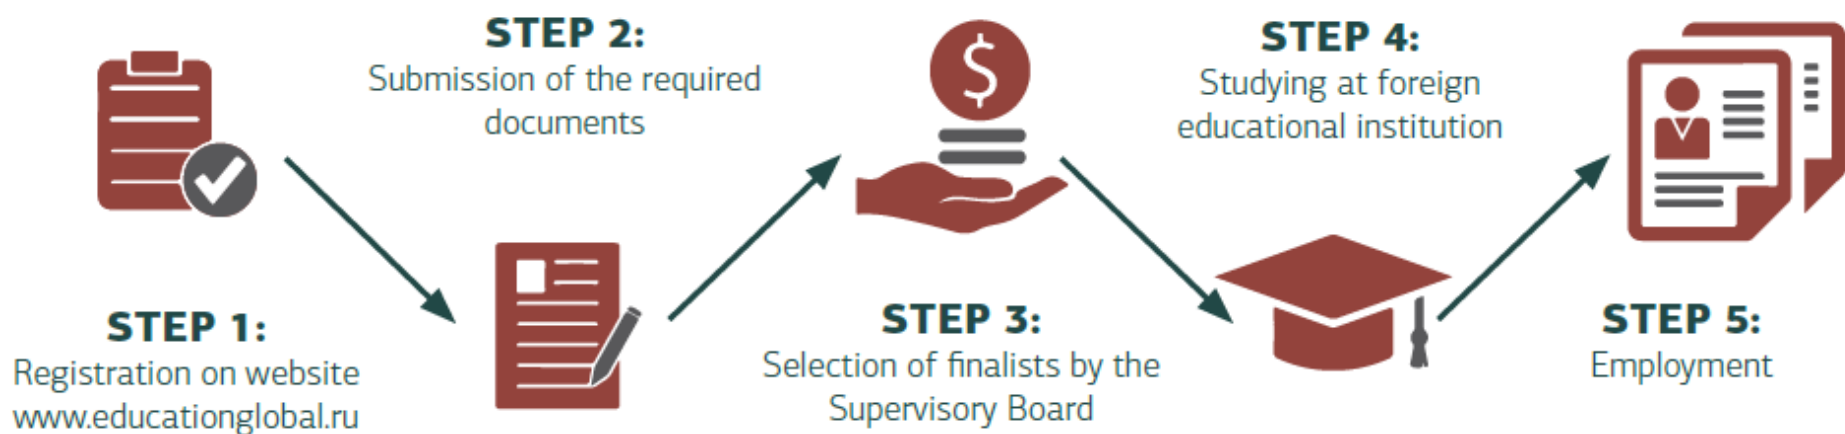 STEP 1:
Registration on website
www.educationglobal.ru
STEP 2:
Submission of the required
documents
$
STEP 3:
Selection of finalists by the
Supervisory Board
STEP 4:
Studying at foreign
educational institution
STEP 5:
Employment